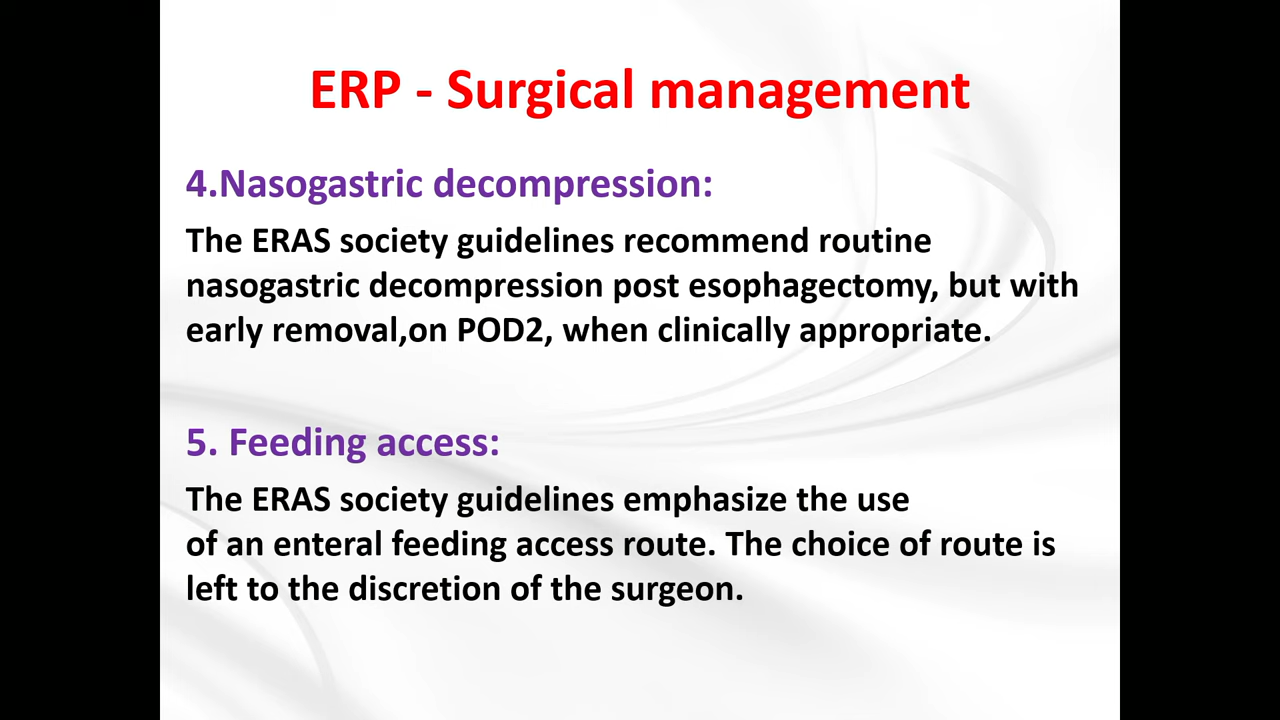 ERP - Surgical management
4.Nasogastric decompression:
The ERAS society guidelines recommend routine
nasogastric decompression post esophagectomy, but with
early removal,on POD2, when clinically appropriate.
5. Feeding access:
The ERAS society guidelines emphasize the use
of an enteral feeding access route. The choice of route is
left to the discretion of the surgeon.